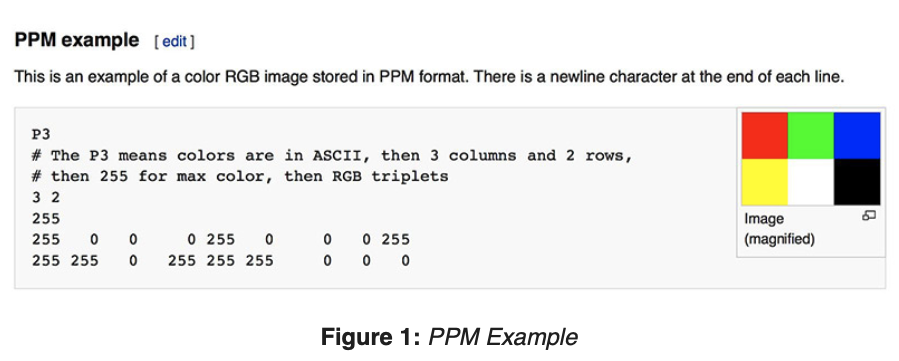 PPM example [ edit ]
This is an example of a color RGB image stored in PPM format. There is a newline character at the end of each line.
P3
# The P3 means colors are in ASCII, then 3 columns and 2 rows,
# then 255 for max color, then RGB triplets
3 2
255
255 0 0 0 255 0 0 0 255
255 255 0 255 255 255 0 0 0
Image
(magnified)
Figure 1: PPM Example